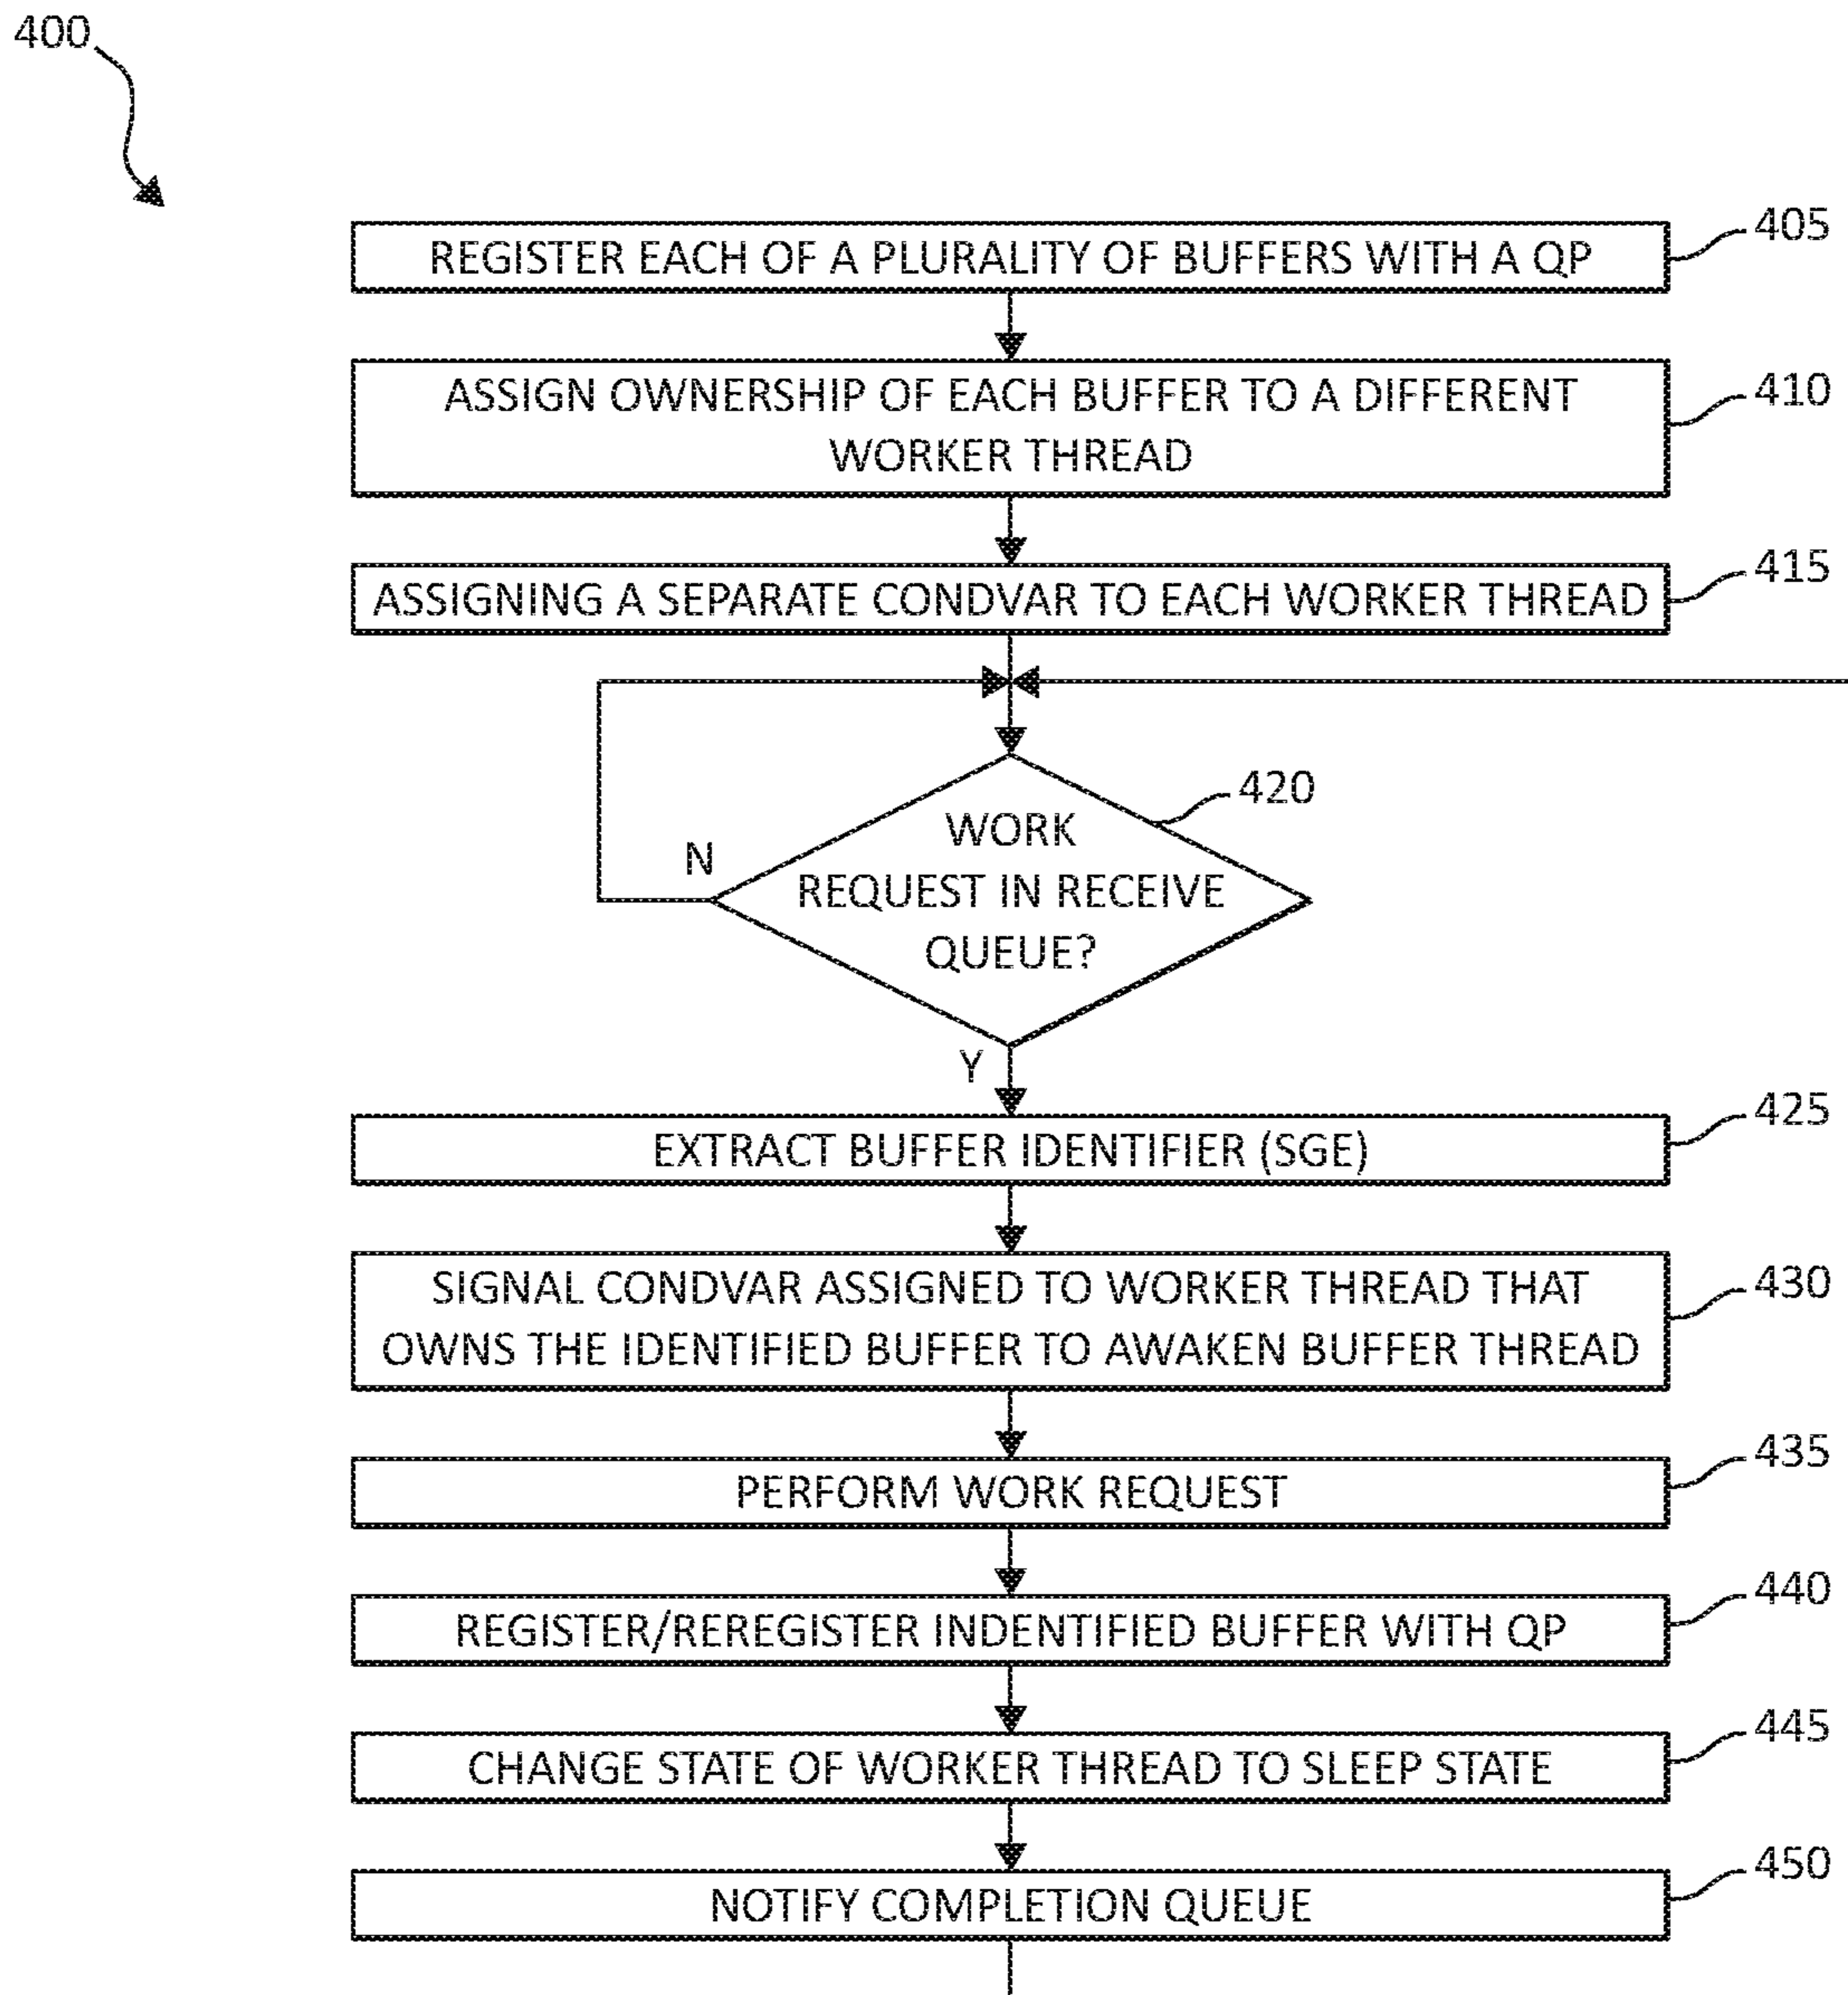 400
REGISTER EACH OF A PLURALITY OF BUFFERS WITH A QP
405
ASSIGN OWNERSHIP OF EACH BUFFER TO A DIFFERENT
WORKER THREAD
410
ASSIGNING A SEPARATE CONDVAR TO EACH WORKER THREAD
415
WORK
REQUEST IN RECEIVE
QUEUE?
420
N
Y
EXTRACT BUFFER IDENTIFIER (SGE)
425
SIGNAL CONDVAR ASSIGNED TO WORKER THREAD THAT
OWNS THE IDENTIFIED BUFFER TO AWAKEN BUFFER THREAD
430
PERFORM WORK REQUEST
435
REGISTER/REREGISTER INDENTIFIED BUFFER WITH QP
440
CHANGE STATE OF WORKER THREAD TO SLEEP STATE
445
NOTIFY COMPLETION QUEUE
450